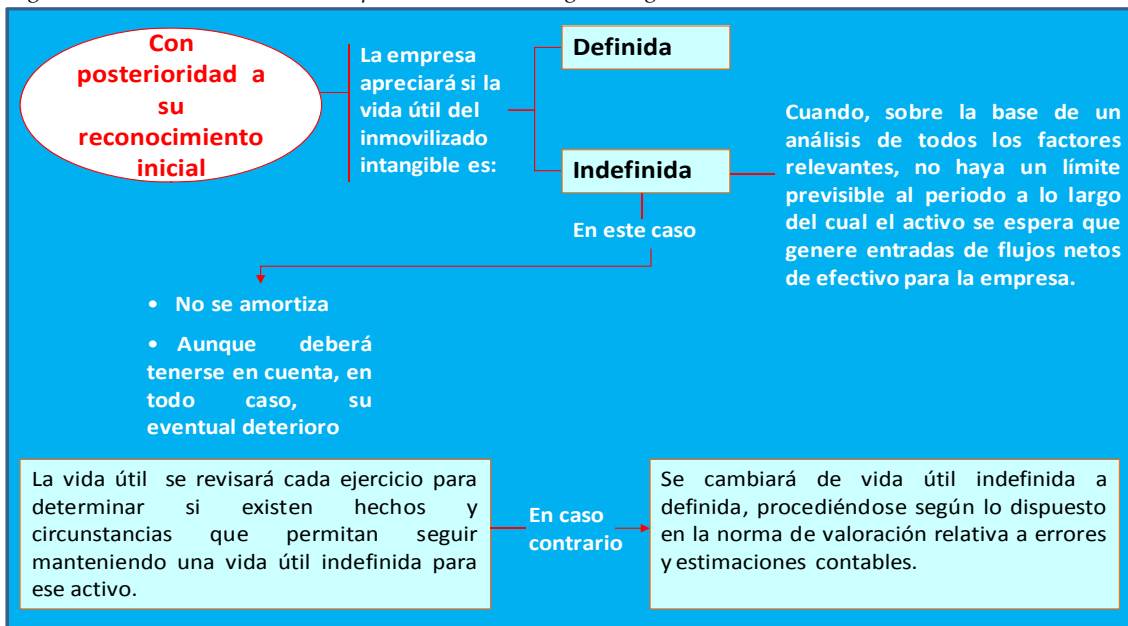 Con
posterioridad a
su
reconocimiento
inicial
La empresa
apreciará si la
vida útil del
inmovilizado
intangible es:
Definida
Indefinida
Cuando, sobre la base de un
análisis de todos los factores
relevantes, no haya un límite
previsible al periodo a lo largo
del cual el activo se espera que
genere entradas de flujos netos
de efectivo para la empresa.
En este caso
• No se amortiza
• Aunque deberá
tenerse en cuenta, en
todo caso, su
eventual deterioro
La vida útil se revisará cada ejercicio para
determinar si existen hechos y
circunstancias que permitan seguir
manteniendo una vida útil indefinida para
ese activo.
En caso
contrario
Se cambiará de vida útil indefinida a
definida, procediéndose según lo dispuesto
en la norma de valoración relativa a errores
y estimaciones contables.